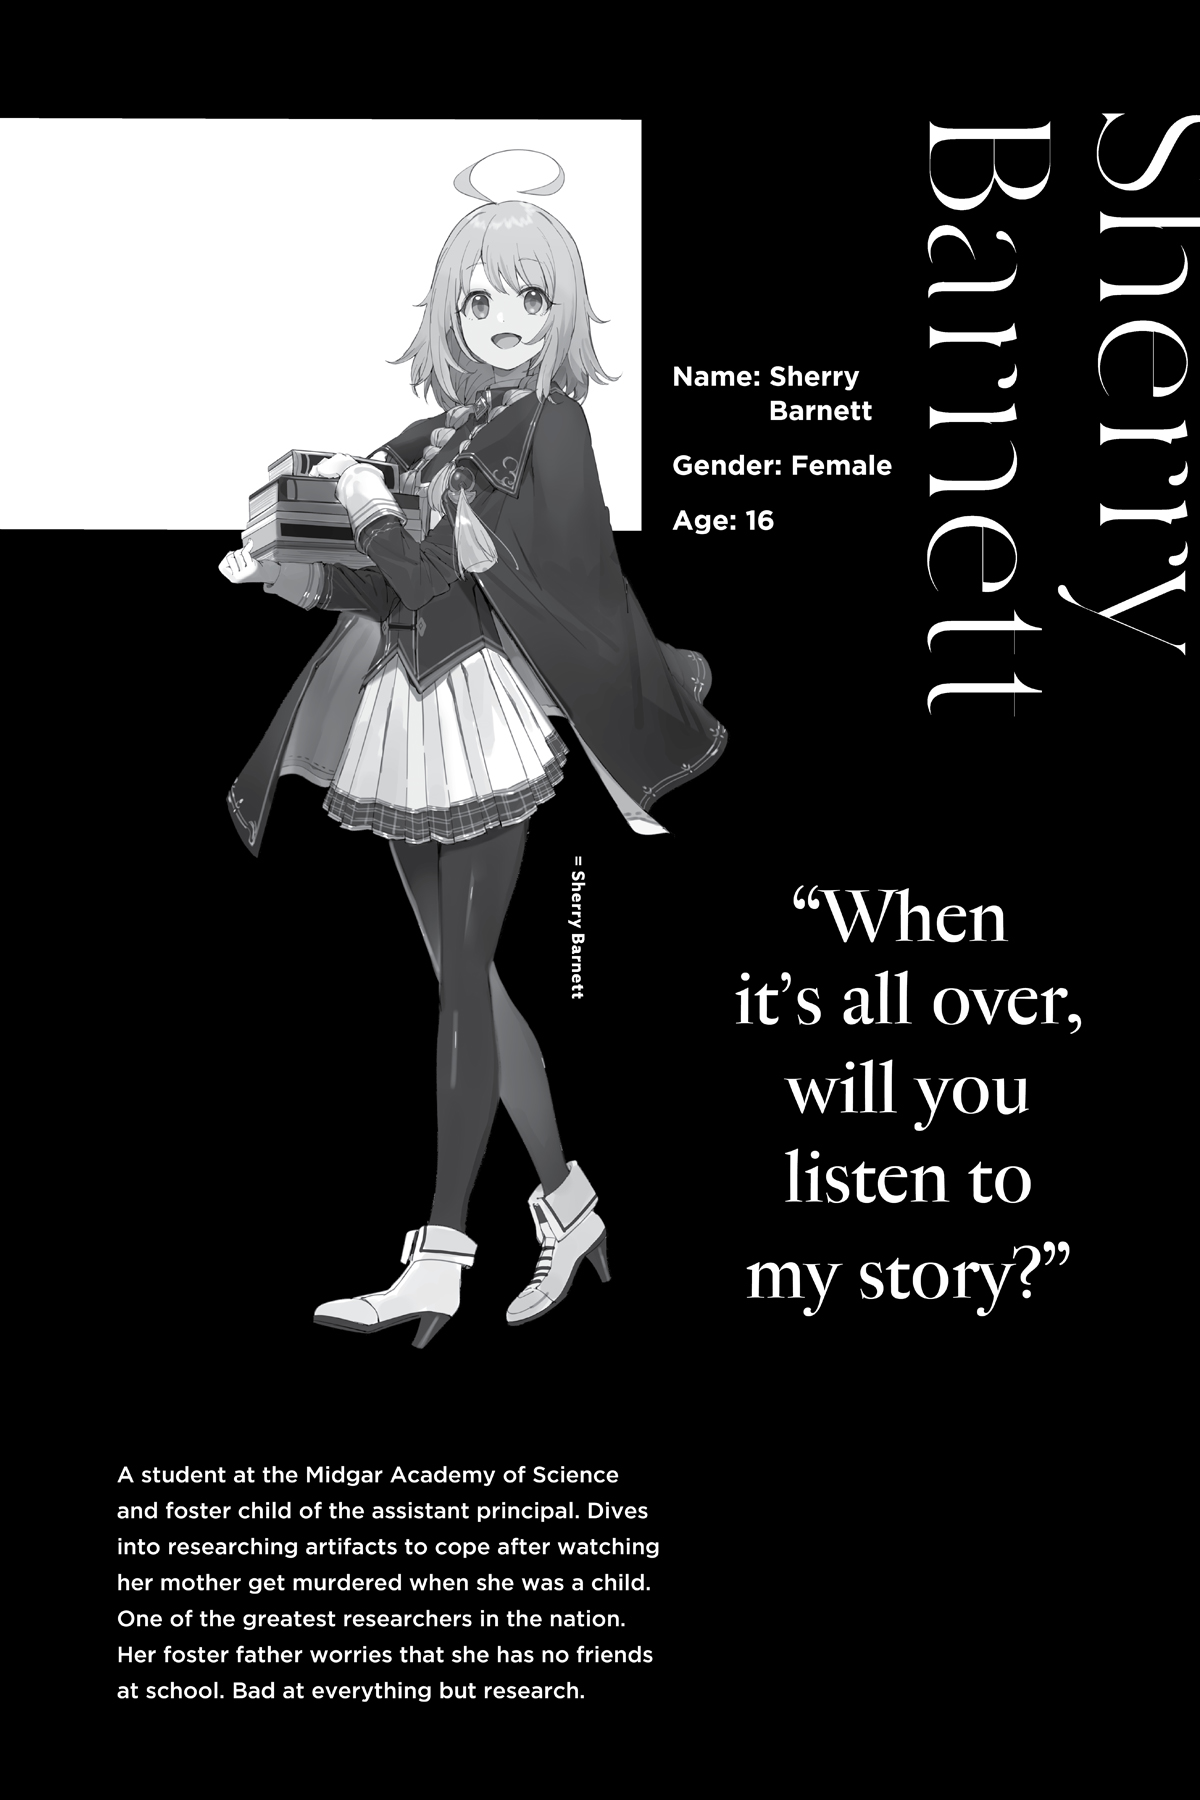 Sherry
Barnett
Name: Sherry
Barnett
Gender: Female
Age: 16
= Sherry Barnett
“When
it’s all over,
will you
listen to
my story?”
A student at the Midgar Academy of Science
and foster child of the assistant principal. Dives
into researching artifacts to cope after watching
her mother get murdered when she was a child.
One of the greatest researchers in the nation.
Her foster father worries that she has no friends
at school. Bad at everything but research.